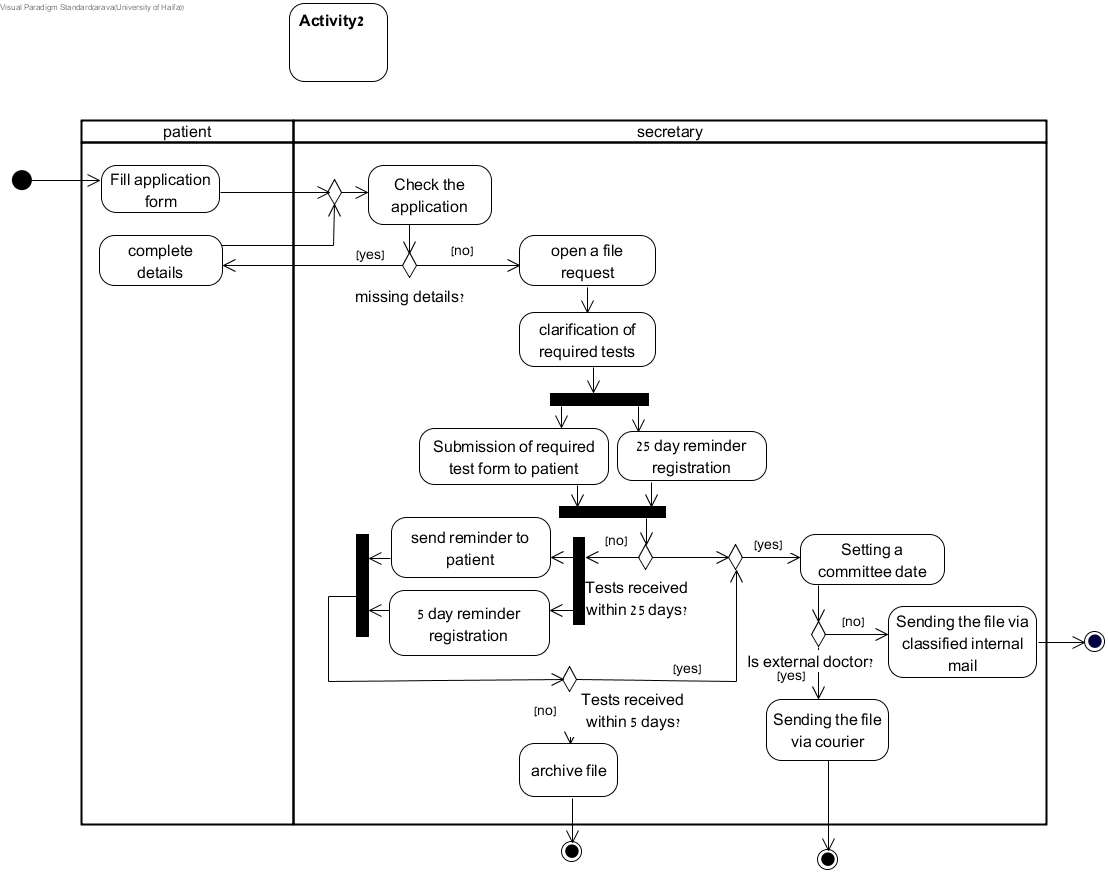 Visual Paradigm Standard(arava(University of Haifa))
Activity2
patient
secretary
Fill application
form
Check the
application
complete
details
[yes]
[no]
open a file
request
missing details?
clarification of
required tests
Submission of required
test form to patient
25 day reminder
registration
send reminder to
patient
[no]
[yes]
Setting a
committee date
Tests received
within 25 days?
5 day reminder
registration
[no]
Sending the file via
classified internal
mail
Is external doctor?
[yes]
[yes]
Tests received
within 5 days?
[no]
Sending the file
via courier
archive file